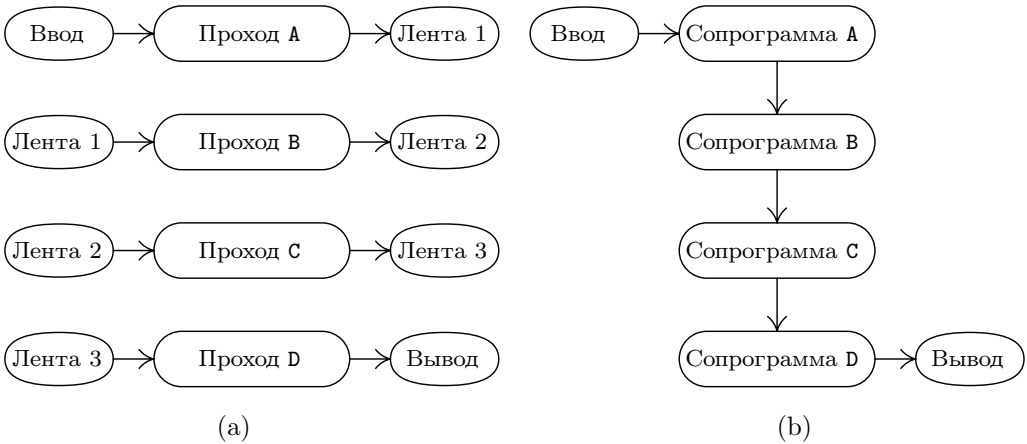 Ввод Проход A Лента 1
Лента 1 Проход B Лента 2
Лента 2 Проход C Лента 3
Лента 3 Проход D Вывод
(a)
Ввод Сопрограмма A
Сопрограмма B
Сопрограмма C
Сопрограмма D Вывод
(b)